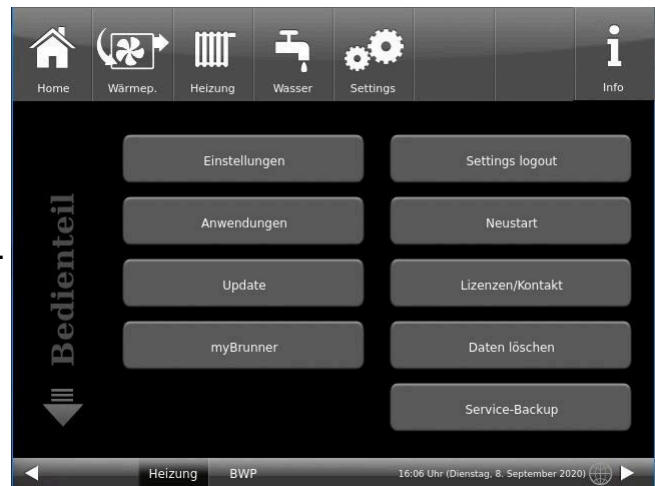 Home Wärmep. Heizung Wasser Settings Info
Bedienteil
Einstellungen Settings logout
Anwendungen Neustart
Update Lizenzen/Kontakt
myBrunner Daten löschen
Service-Backup
Heizung BWP 16:06 Uhr (Dienstag, 8. September 2020)